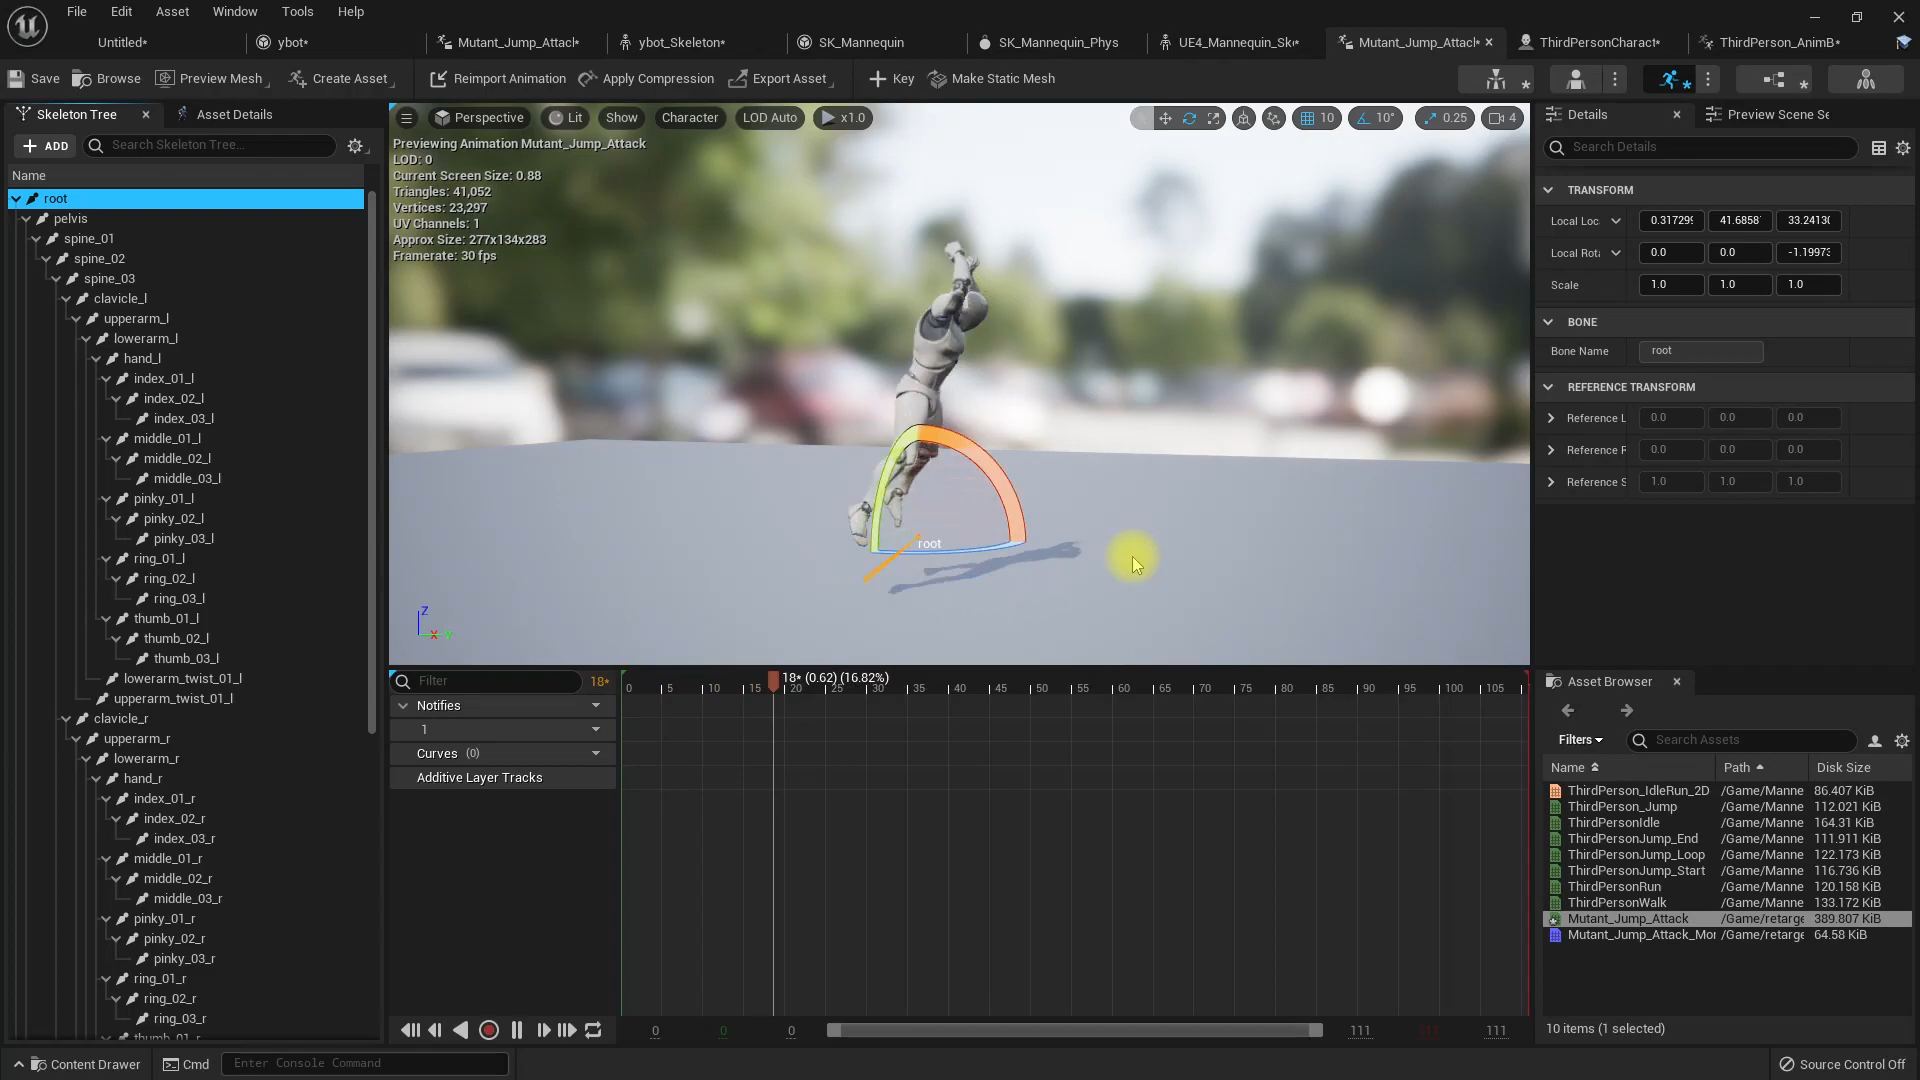 File Edit Asset Window Tools Help
Untitled* ybot* Mutant_Jump_Attacl* ybot_Skeleton* SK_Mannequin SK_Mannequin_Phys UE4_Mannequin_Ske* Mutant_Jump_Attacl* ThirdPersonCharact* ThirdPerson_AnimB*
Save Browse Preview Mesh Create Asset Reimport Animation Apply Compression Export Asset Key Make Static Mesh
Skeleton Tree Asset Details
ADD Search Skeleton Tree...
Name
root
pelvis
spine_01
spine_02
spine_03
clavicle_l
upperarm_l
lowerarm_l
hand_l
index_01_l
index_02_l
index_03_l
middle_01_l
middle_02_l
middle_03_l
pinky_01_l
pinky_02_l
pinky_03_l
ring_01_l
ring_02_l
ring_03_l
thumb_01_l
thumb_02_l
thumb_03_l
lowerarm_twist_01_l
upperarm_twist_01_l
clavicle_r
upperarm_r
lowerarm_r
hand_r
index_01_r
index_02_r
index_03_r
middle_01_r
middle_02_r
middle_03_r
pinky_01_r
pinky_02_r
pinky_03_r
ring_01_r
ring_02_r
ring_03_r
thumb_01_r
Perspective Lit Show Character LOD Auto x1.0 10 10° 0.25 4
Previewing Animation Mutant_Jump_Attack
LOD: 0
Current Screen Size: 0.88
Triangles: 41,052
Vertices: 23,297
UV Channels: 1
Approx Size: 277x134x283
Framerate: 30 fps
root
Z
X Y
Filter 18* 18* (0.62) (16.82%)
0 5 10 15 20 25 30 35 40 45 50 55 60 65 70 75 80 85 90 95 100 105
Notifies
1
Curves (0)
Additive Layer Tracks
0 0 0 111 111 111
Details Preview Scene Se
Search Details
TRANSFORM
Local Loc 0.317299 41.6858 33.2413
Local Rota 0.0 0.0 -1.19973
Scale 1.0 1.0 1.0
BONE
Bone Name root
REFERENCE TRANSFORM
Reference L 0.0 0.0 0.0
Reference R 0.0 0.0 0.0
Reference S 1.0 1.0 1.0
Asset Browser
Filters Search Assets
Name Path Disk Size
ThirdPerson_IdleRun_2D /Game/Manne 86.407 KiB
ThirdPerson_Jump /Game/Manne 112.021 KiB
ThirdPersonIdle /Game/Manne 164.31 KiB
ThirdPersonJump_End /Game/Manne 111.911 KiB
ThirdPersonJump_Loop /Game/Manne 122.173 KiB
ThirdPersonJump_Start /Game/Manne 116.736 KiB
ThirdPersonRun /Game/Manne 120.158 KiB
ThirdPersonWalk /Game/Manne 133.172 KiB
Mutant_Jump_Attack /Game/retarge 389.807 KiB
Mutant_Jump_Attack_Mor /Game/retarge 64.58 KiB
10 items (1 selected)
Content Drawer Cmd Enter Console Command Source Control Off